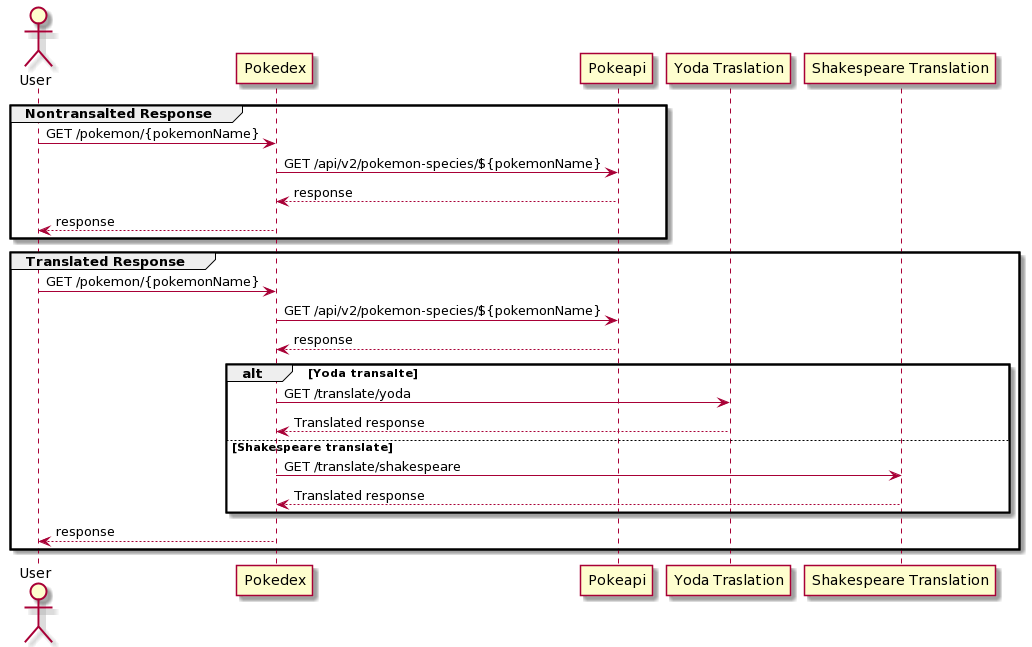 User
Pokedex
Pokeapi
Yoda Traslation
Shakespeare Translation
Nontransalted Response
GET /pokemon/{pokemonName}
GET /api/v2/pokemon-species/${pokemonName}
response
response
Translated Response
GET /pokemon/{pokemonName}
GET /api/v2/pokemon-species/${pokemonName}
response
alt
[Yoda transalte]
GET /translate/yoda
Translated response
[Shakespeare translate]
GET /translate/shakespeare
Translated response
response
User
Pokedex
Pokeapi
Yoda Traslation
Shakespeare Translation